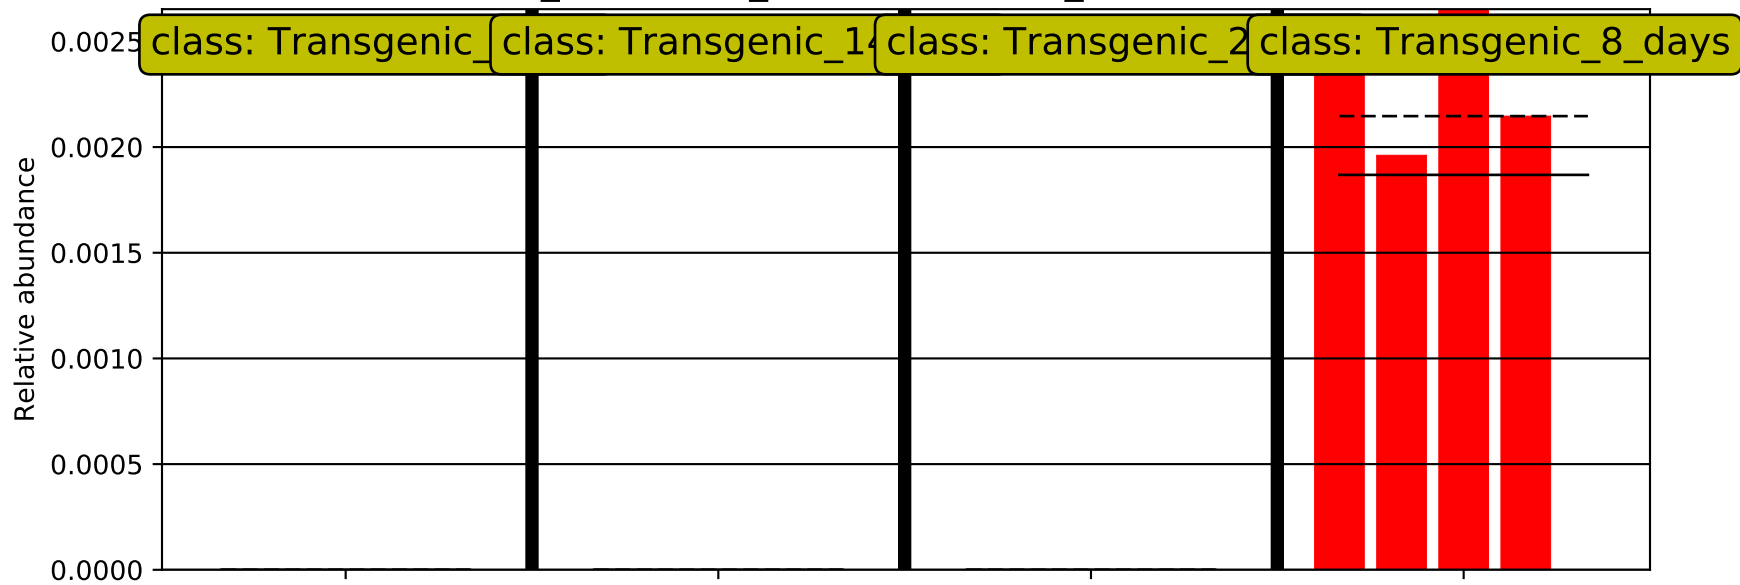 0.0025
class: Transgenic_
class: Transgenic_14
class: Transgenic_2
class: Transgenic_8_days
0.0020
0.0015
0.0010
0.0005
0.0000
Relative abundance